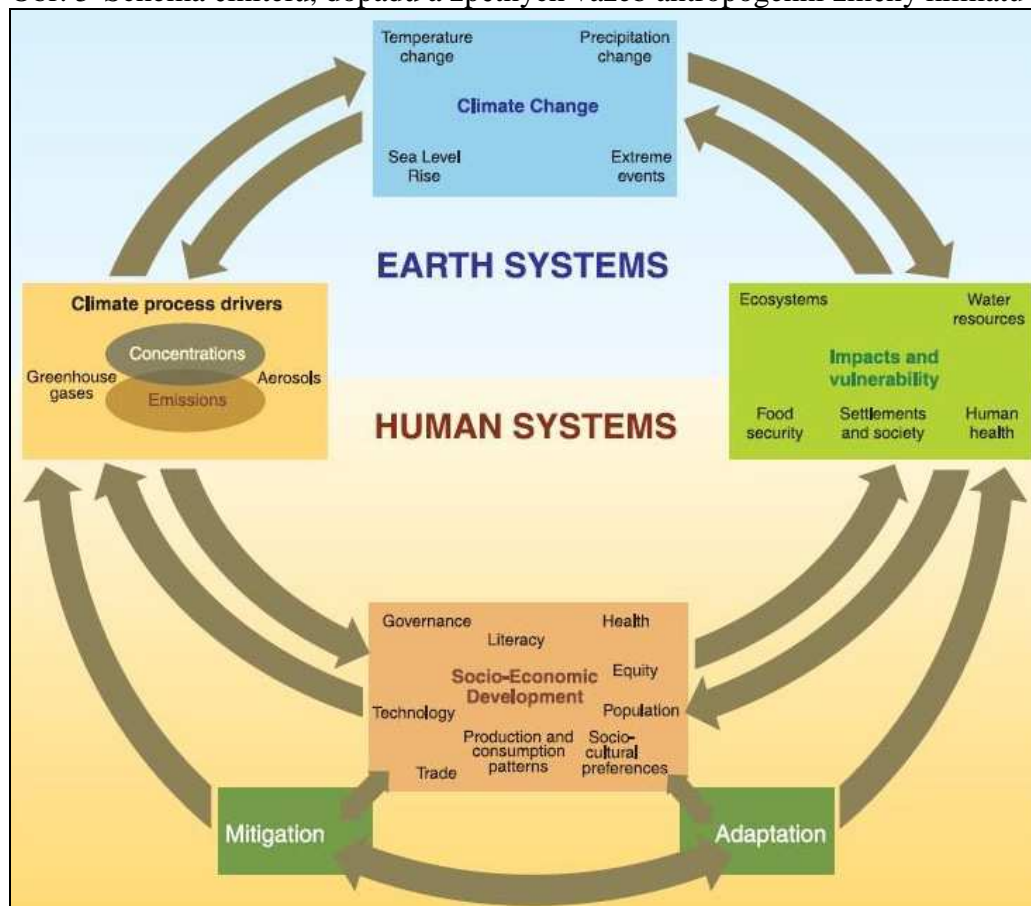 Temperature
change
Precipitation
change
Climate Change
Sea Level
Rise
Extreme
events
EARTH SYSTEMS
Climate process drivers
Concentrations
Greenhouse
gases
Aerosols
Emissions
Ecosystems
Water
resources
Impacts and
vulnerability
Food
security
Settlements
and society
Human
health
HUMAN SYSTEMS
Governance
Literacy
Health
Socio-Economic
Development
Equity
Technology
Population
Production and
consumption
patterns
Socio-
cultural
preferences
Trade
Mitigation
Adaptation